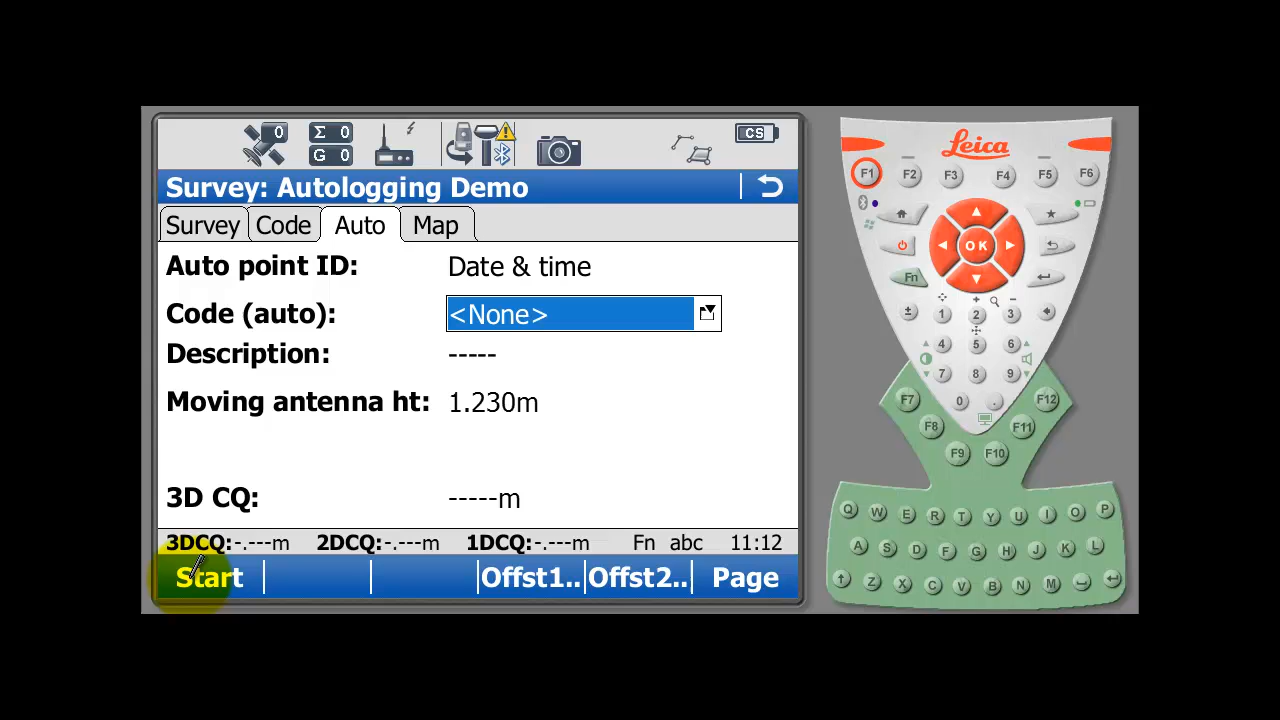 0 Σ 0 G 0 CS
Survey: Autologging Demo
Survey Code Auto Map
Auto point ID: Date & time
Code (auto): <None>
Description: -----
Moving antenna ht: 1.230m
3D CQ: -----m
3DCQ:-.---m 2DCQ:-.---m 1DCQ:-.---m Fn abc 11:12
Start Offst1.. Offst2.. Page
Leica
F1 F2 F3 F4 F5 F6
OK
Fn
± 1 2 3
+ -
4 5 6
7 8 9
0 .
F7 F12
F8 F11
F9 F10
Q W E R T Y U I O P
A S D F G H J K L
Z X C V B N M